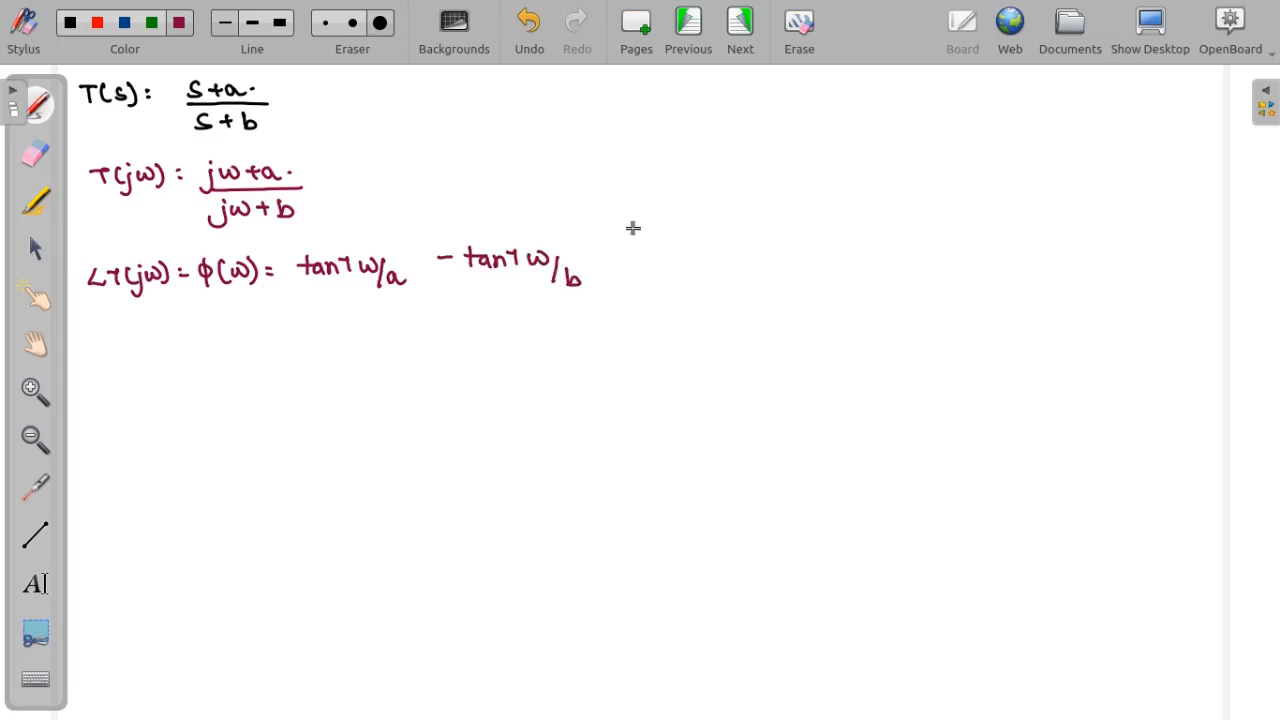 Stylus Color Line Eraser Backgrounds Undo Redo Pages Previous Next Erase Board Web Documents Show Desktop OpenBoard
T(s): s+a.
s+b
T(jω): jω+a.
jω+b
∠T(jω) = φ(ω) = tan⁻¹ ω/a - tan⁻¹ ω/b
AI